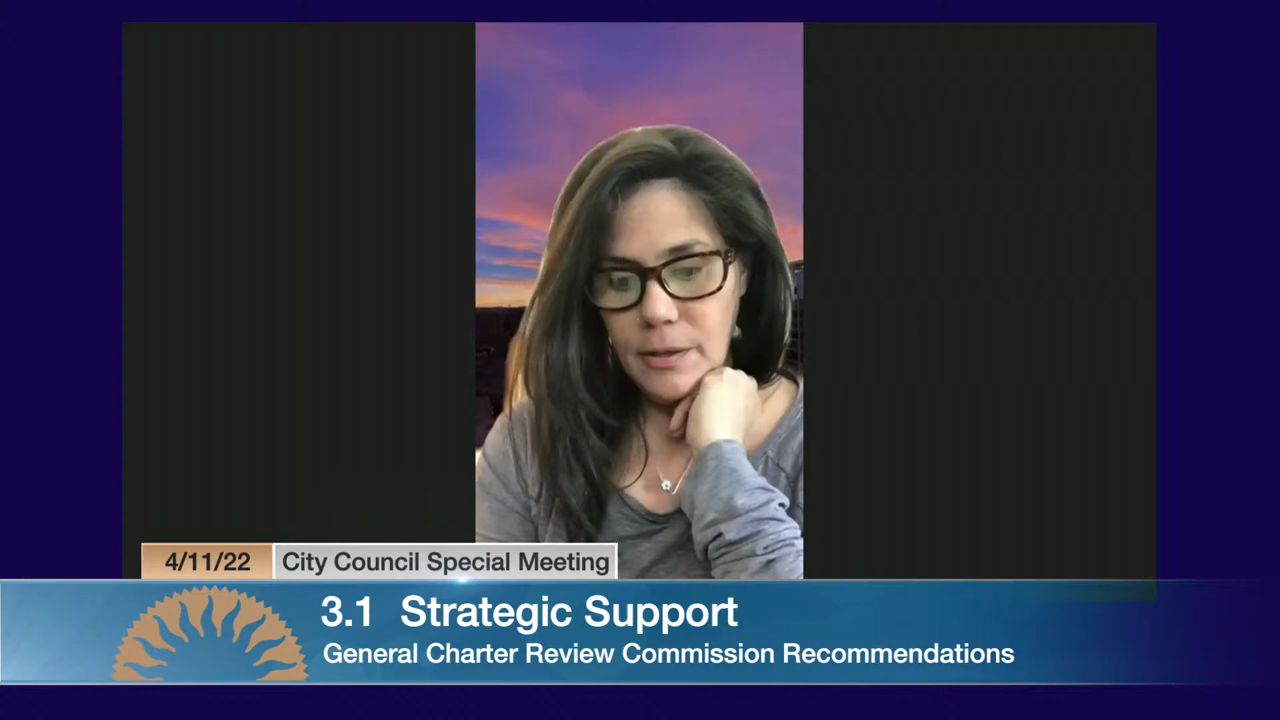 4/11/22 City Council Special Meeting
3.1 Strategic Support
General Charter Review Commission Recommendations